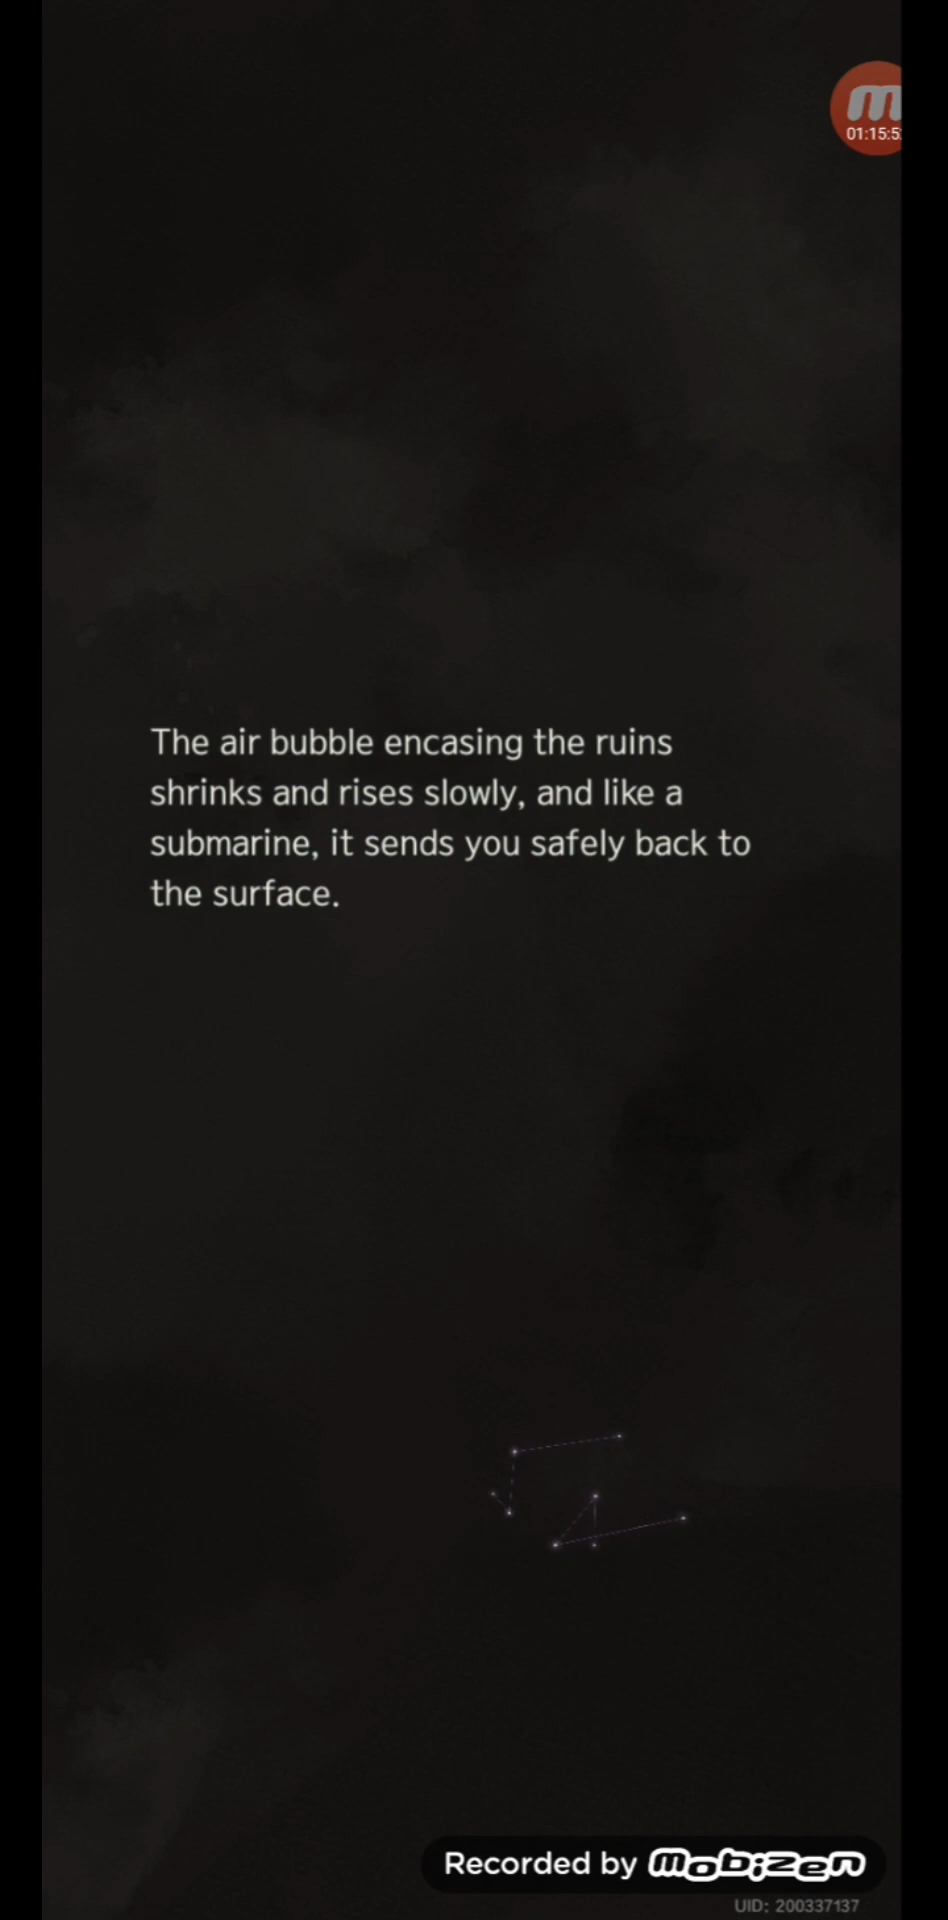 m
01:15:5
The air bubble encasing the ruins
shrinks and rises slowly, and like a
submarine, it sends you safely back to
the surface.
Recorded by mobizen
UID: 200337137